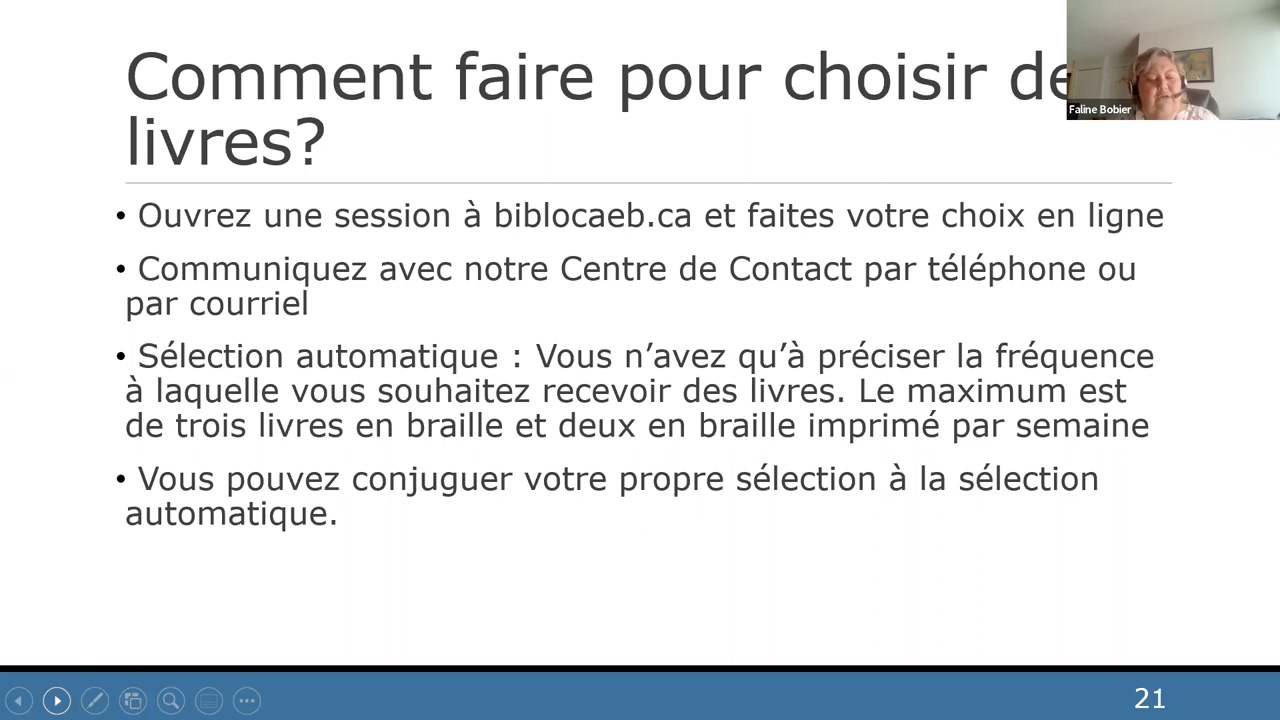 Comment faire pour choisir de
livres?
Faline Bobier
• Ouvrez une session à biblocaeb.ca et faites votre choix en ligne
• Communiquez avec notre Centre de Contact par téléphone ou
par courriel
• Sélection automatique : Vous n’avez qu’à préciser la fréquence
à laquelle vous souhaitez recevoir des livres. Le maximum est
de trois livres en braille et deux en braille imprimé par semaine
• Vous pouvez conjuguer votre propre sélection à la sélection
automatique.
21